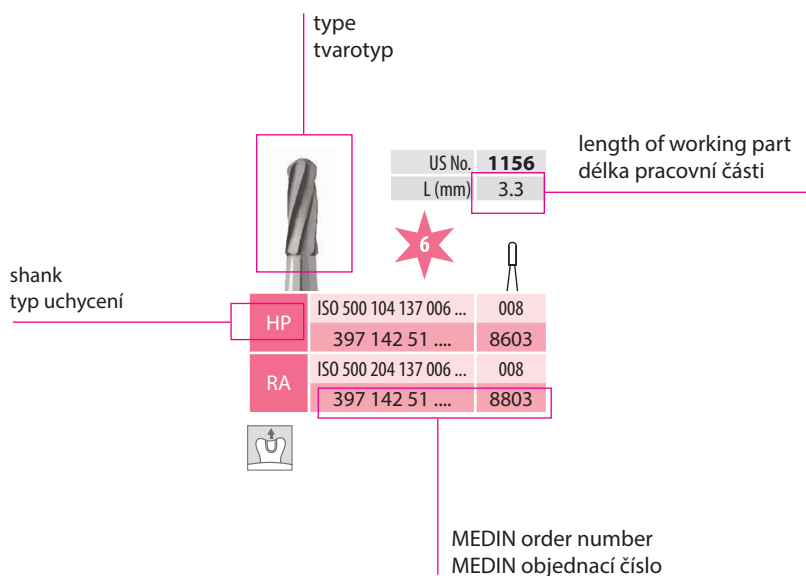 type
tvarotyp
length of working part
délka pracovní části
US No. 1156
L (mm) 3.3
6
shank
typ uchycení
HP
ISO 500 104 137 006 ... 008
397 142 51 .... 8603
RA
ISO 500 204 137 006 ... 008
397 142 51 .... 8803
MEDIN order number
MEDIN objednací číslo